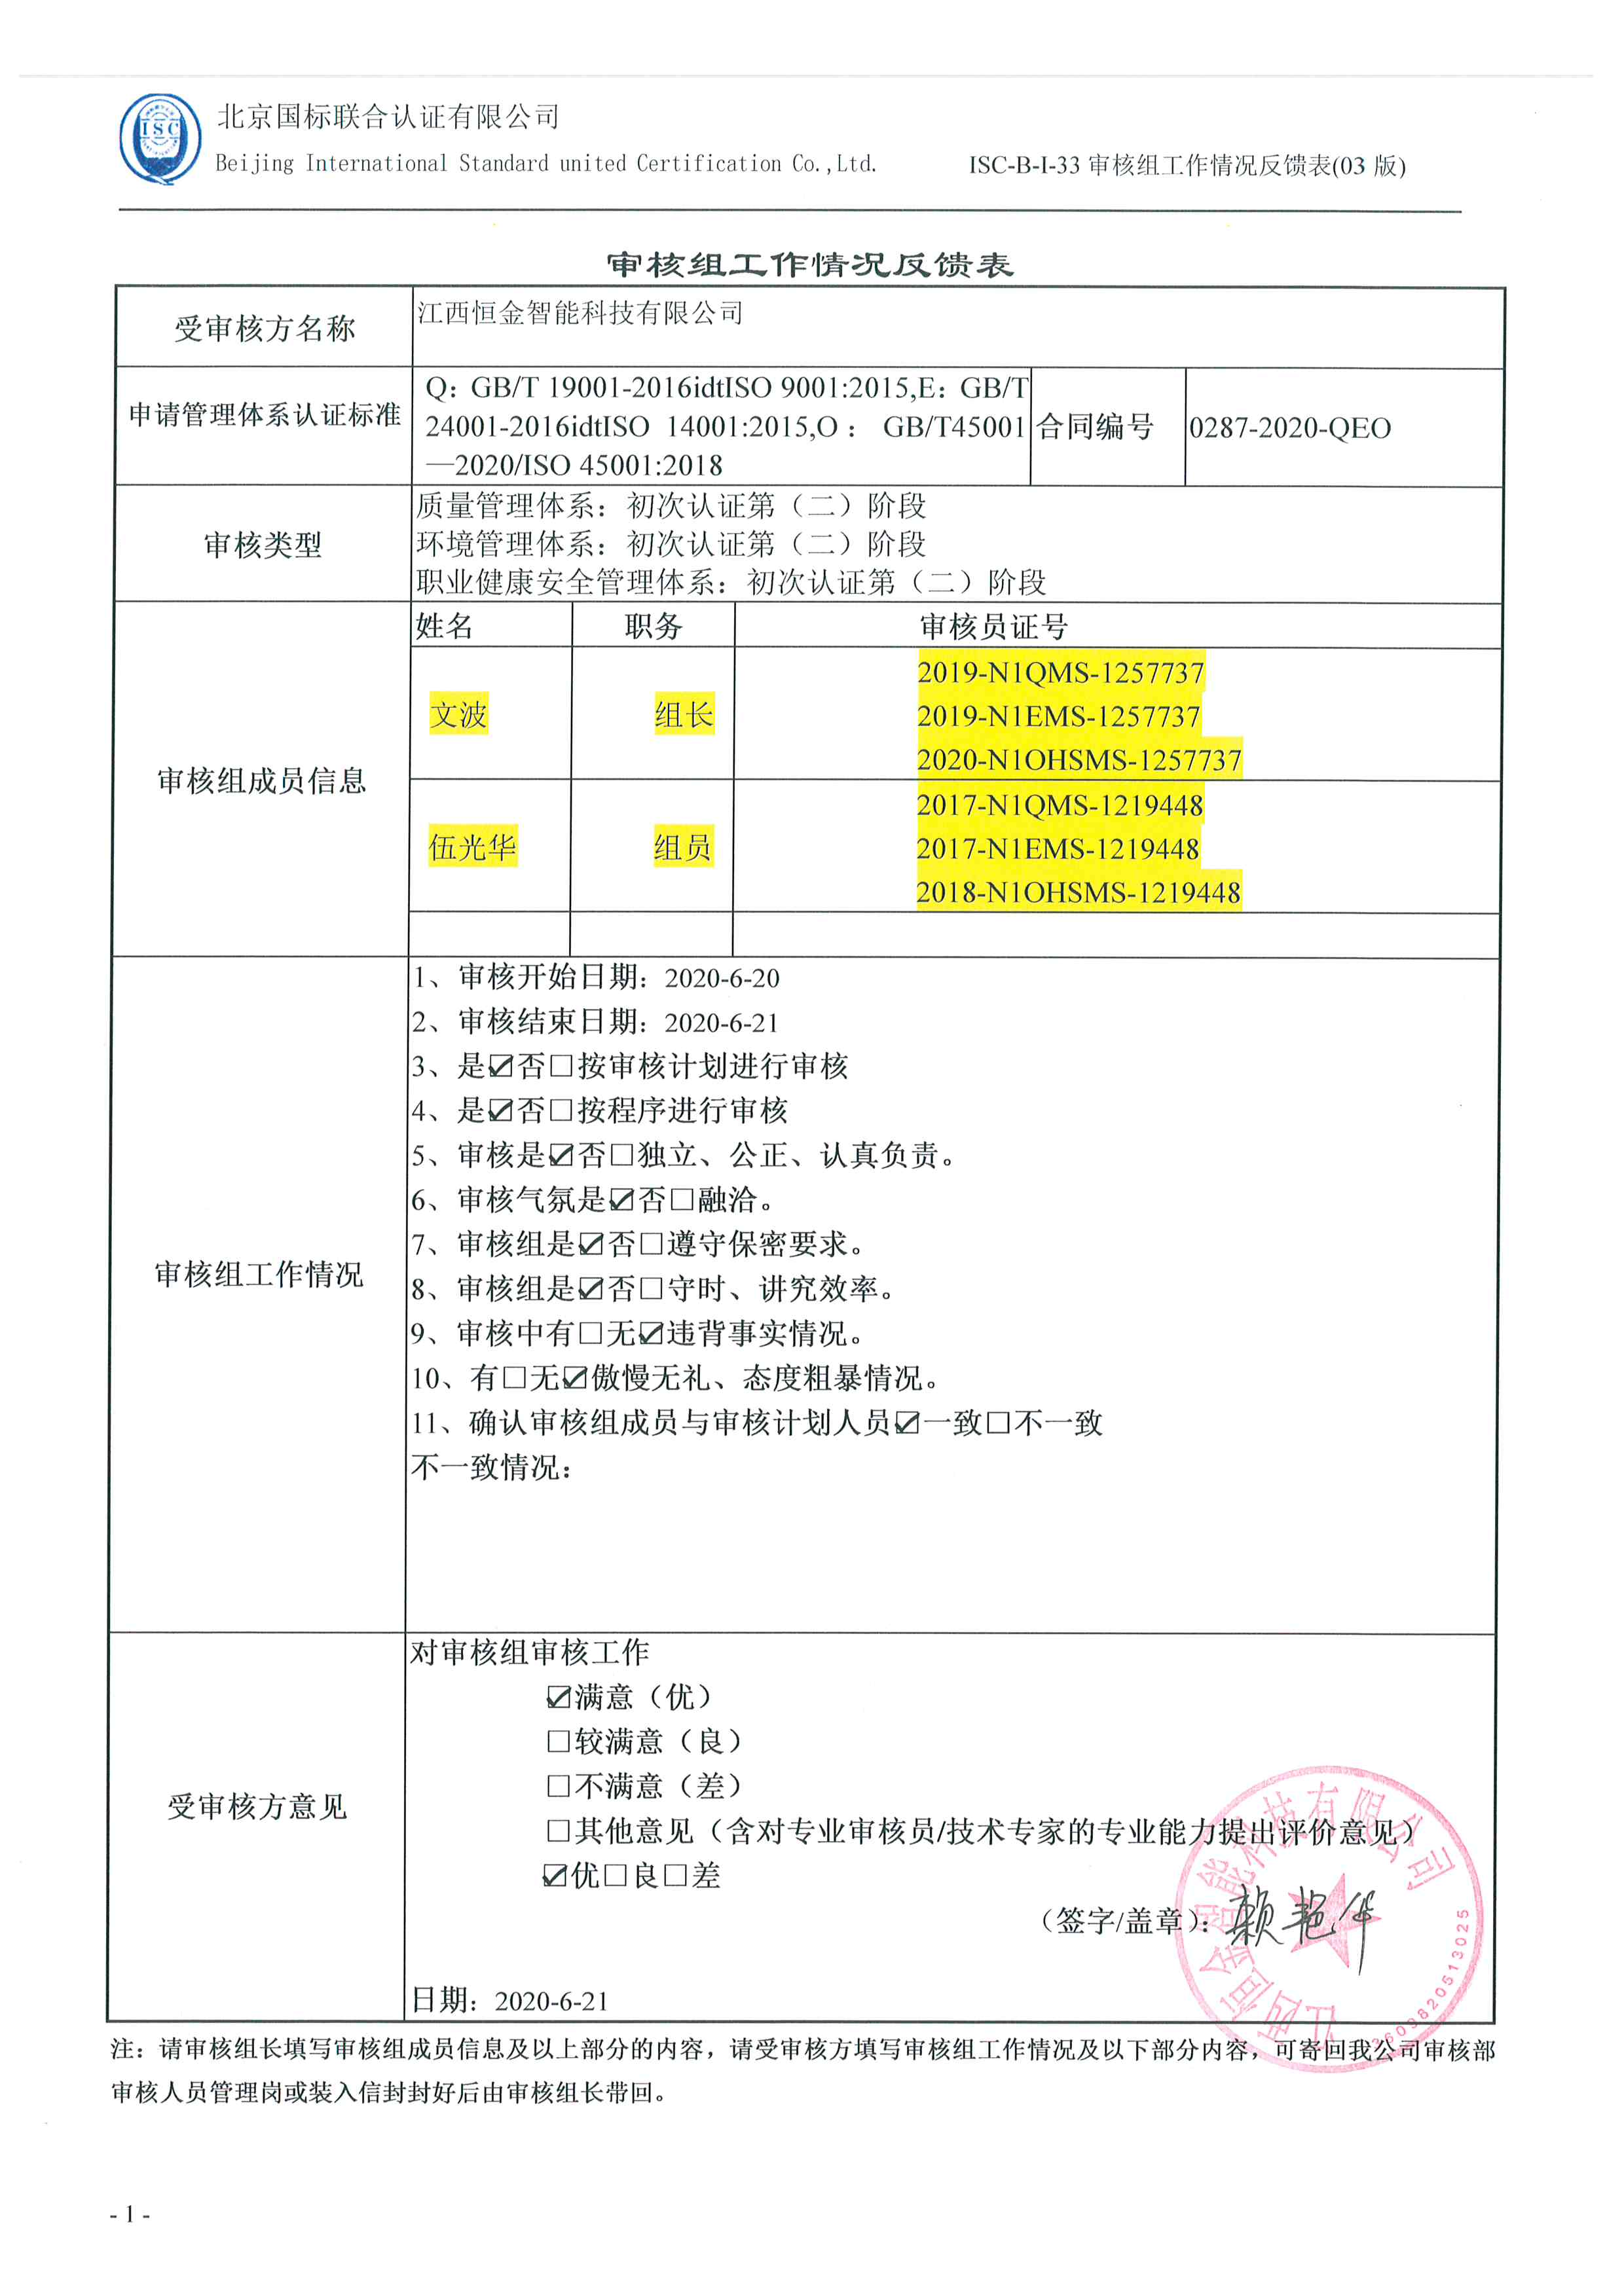 ISC
北京国标联合认证有限公司
Beijing International Standard united Certification Co.,Ltd.
ISC-B-I-33 审核组工作情况反馈表(03 版)
审核组工作情况反馈表
受审核方名称
江西恒金智能科技有限公司
申请管理体系认证标准
Q：GB/T 19001-2016idtISO 9001:2015,E：GB/T
24001-2016idtISO 14001:2015,O：GB/T45001
—2020/ISO 45001:2018
合同编号
0287-2020-QEO
审核类型
质量管理体系：初次认证第（二）阶段
环境管理体系：初次认证第（二）阶段
职业健康安全管理体系：初次认证第（二）阶段
审核组成员信息
姓名 职务 审核员证号
文波 组长
2019-N1QMS-1257737
2019-N1EMS-1257737
2020-N1OHSMS-1257737
伍光华 组员
2017-N1QMS-1219448
2017-N1EMS-1219448
2018-N1OHSMS-1219448
审核组工作情况
1、审核开始日期：2020-6-20
2、审核结束日期：2020-6-21
3、是☑否□按审核计划进行审核
4、是☑否□按程序进行审核
5、审核是☑否□独立、公正、认真负责。
6、审核气氛是☑否□融洽。
7、审核组是☑否□遵守保密要求。
8、审核组是☑否□守时、讲究效率。
9、审核中有□无☑违背事实情况。
10、有□无☑傲慢无礼、态度粗暴情况。
11、确认审核组成员与审核计划人员☑一致□不一致
不一致情况：
受审核方意见
对审核组审核工作
☑满意（优）
□较满意（良）
□不满意（差）
□其他意见（含对专业审核员/技术专家的专业能力提出评价意见）
☑优□良□差
（签字/盖章）：赖艳华
江西恒金智能科技有限公司
3609820513025
日期：2020-6-21
注：请审核组长填写审核组成员信息及以上部分的内容，请受审核方填写审核组工作情况及以下部分内容，可寄回我公司审核部
审核人员管理岗或装入信封封好后由审核组长带回。
- 1 -